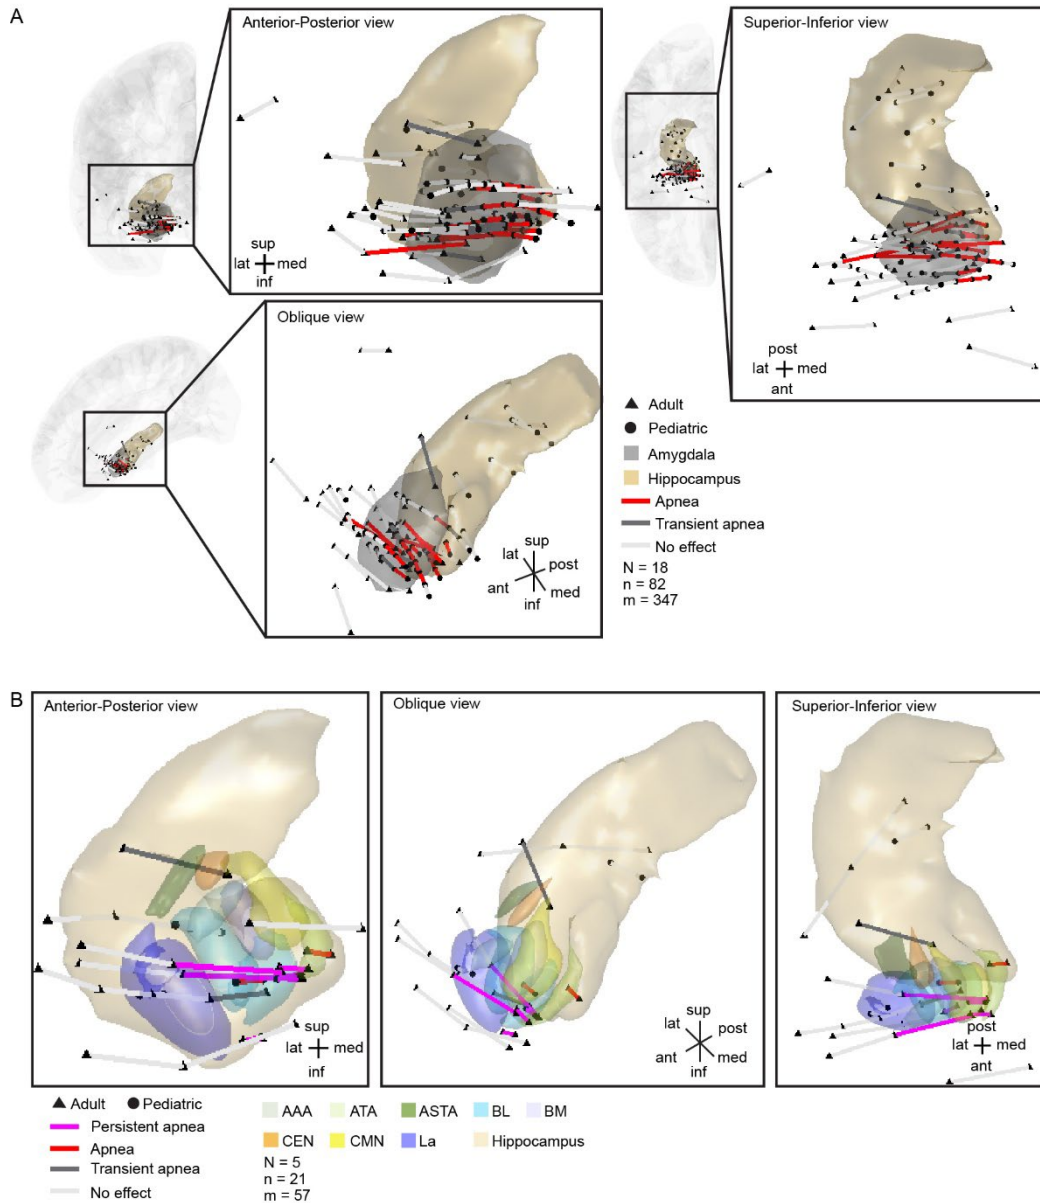 A
Anterior-Posterior view
sup
lat med
inf
Superior-Inferior view
post
lat med
ant
Oblique view
sup
lat
post
ant
med
inf
Adult
Pediatric
Amygdala
Hippocampus
Apnea
Transient apnea
No effect
N = 18
n = 82
m = 347
B
Anterior-Posterior view
sup
lat med
inf
Oblique view
sup
lat
post
ant
med
inf
Superior-Inferior view
post
lat med
ant
Adult Pediatric
Persistent apnea
Apnea
Transient apnea
No effect
AAA ATA ASTA BL BM
CEN CMN La Hippocampus
N = 5
n = 21
m = 57